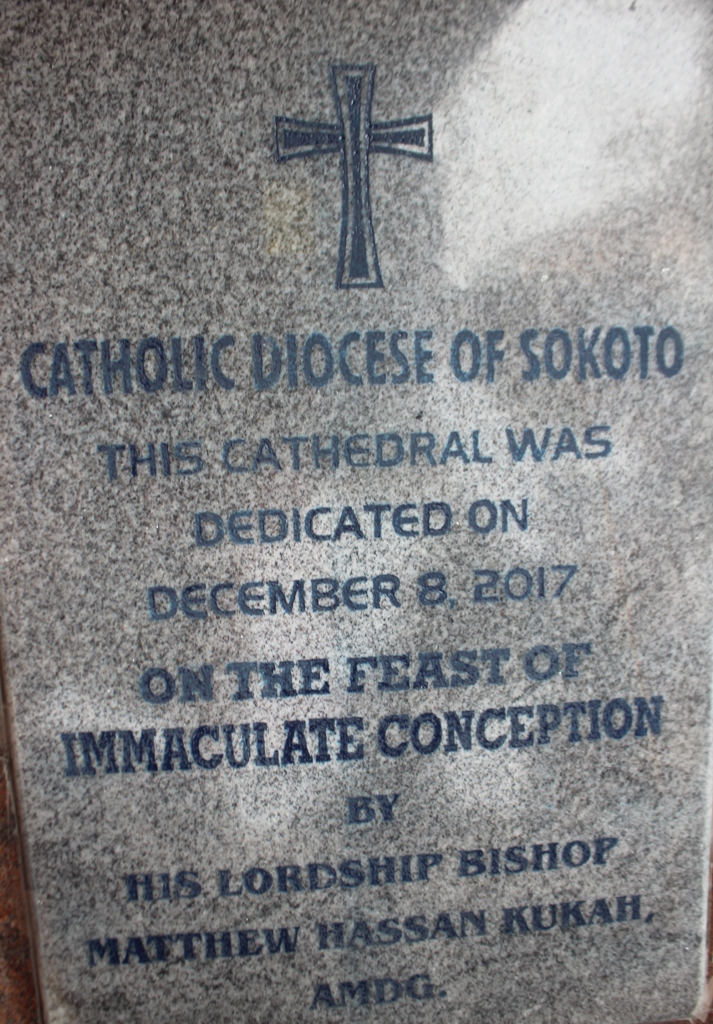 CATHOLIC DIOCESE OF SOKOTO
THIS CATHEDRAL WAS
DEDICATED ON
DECEMBER 8, 2017
ON THE FEAST OF
IMMACULATE CONCEPTION
BY
HIS LORDSHIP BISHOP
MATTHEW HASSAN KUKAH,
AMDG.